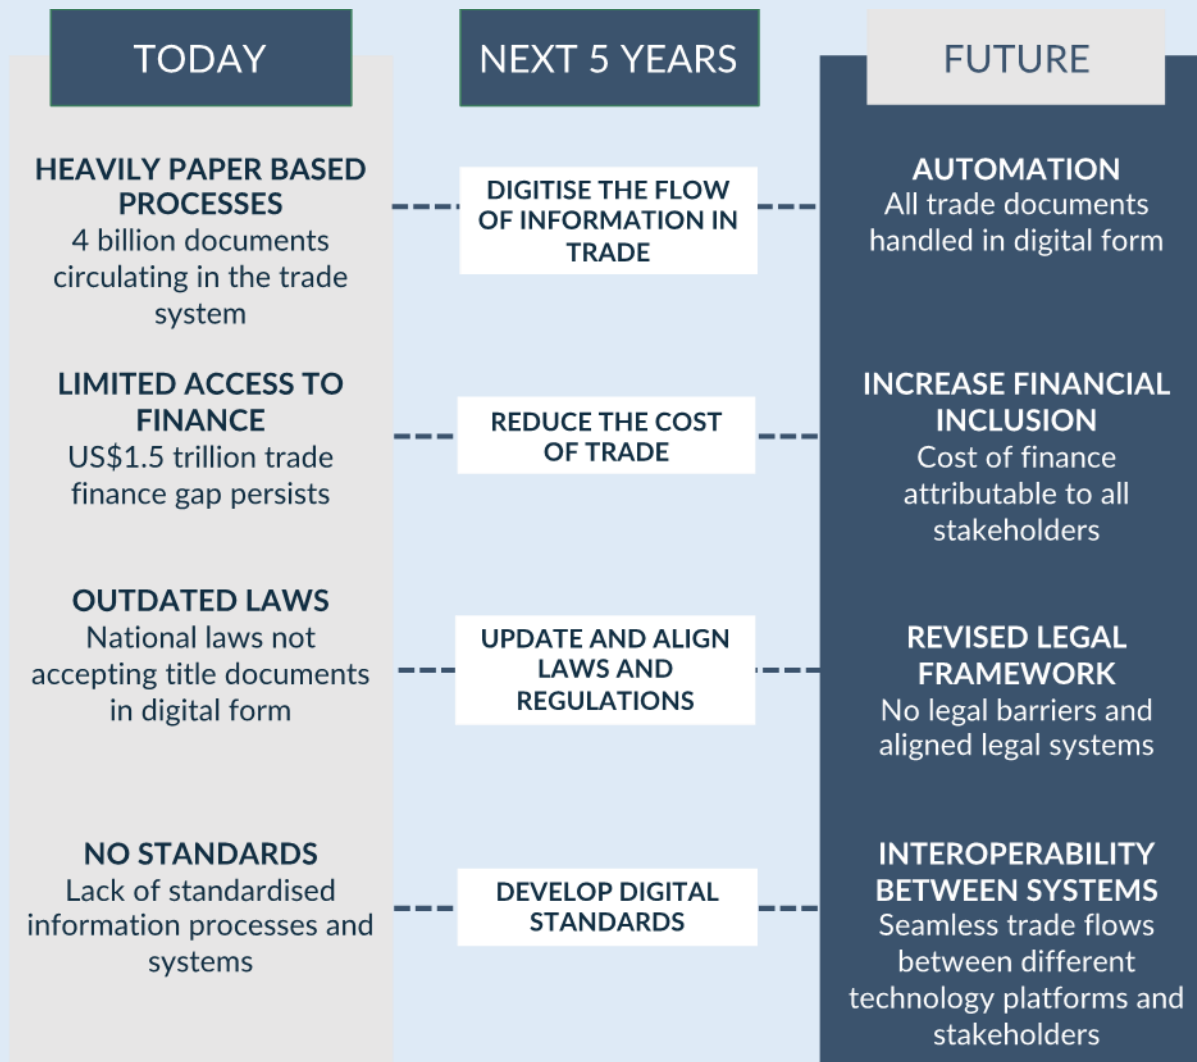 TODAY
HEAVILY PAPER BASED
PROCESSES
4 billion documents
circulating in the trade
system
LIMITED ACCESS TO
FINANCE
US$1.5 trillion trade
finance gap persists
OUTDATED LAWS
National laws not
accepting title documents
in digital form
NO STANDARDS
Lack of standardised
information processes and
systems
NEXT 5 YEARS
DIGITISE THE FLOW
OF INFORMATION IN
TRADE
REDUCE THE COST
OF TRADE
UPDATE AND ALIGN
LAWS AND
REGULATIONS
DEVELOP DIGITAL
STANDARDS
FUTURE
AUTOMATION
All trade documents
handled in digital form
INCREASE FINANCIAL
INCLUSION
Cost of finance
attributable to all
stakeholders
REVISED LEGAL
FRAMEWORK
No legal barriers and
aligned legal systems
INTEROPERABILITY
BETWEEN SYSTEMS
Seamless trade flows
between different
technology platforms and
stakeholders